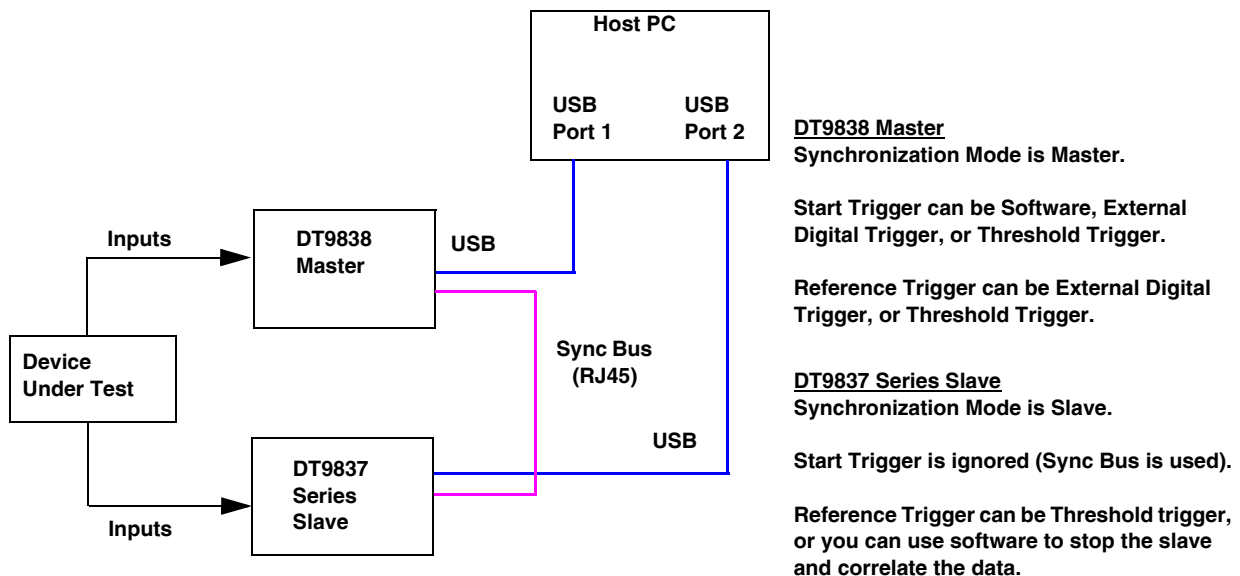 Host PC
USB
Port 1
USB
Port 2
DT9838
Master
USB
Inputs
Device
Under Test
Sync Bus
(RJ45)
USB
DT9837
Series
Slave
Inputs
DT9838 Master
Synchronization Mode is Master.
Start Trigger can be Software, External
Digital Trigger, or Threshold Trigger.
Reference Trigger can be External Digital
Trigger, or Threshold Trigger.
DT9837 Series Slave
Synchronization Mode is Slave.
Start Trigger is ignored (Sync Bus is used).
Reference Trigger can be Threshold trigger,
or you can use software to stop the slave
and correlate the data.